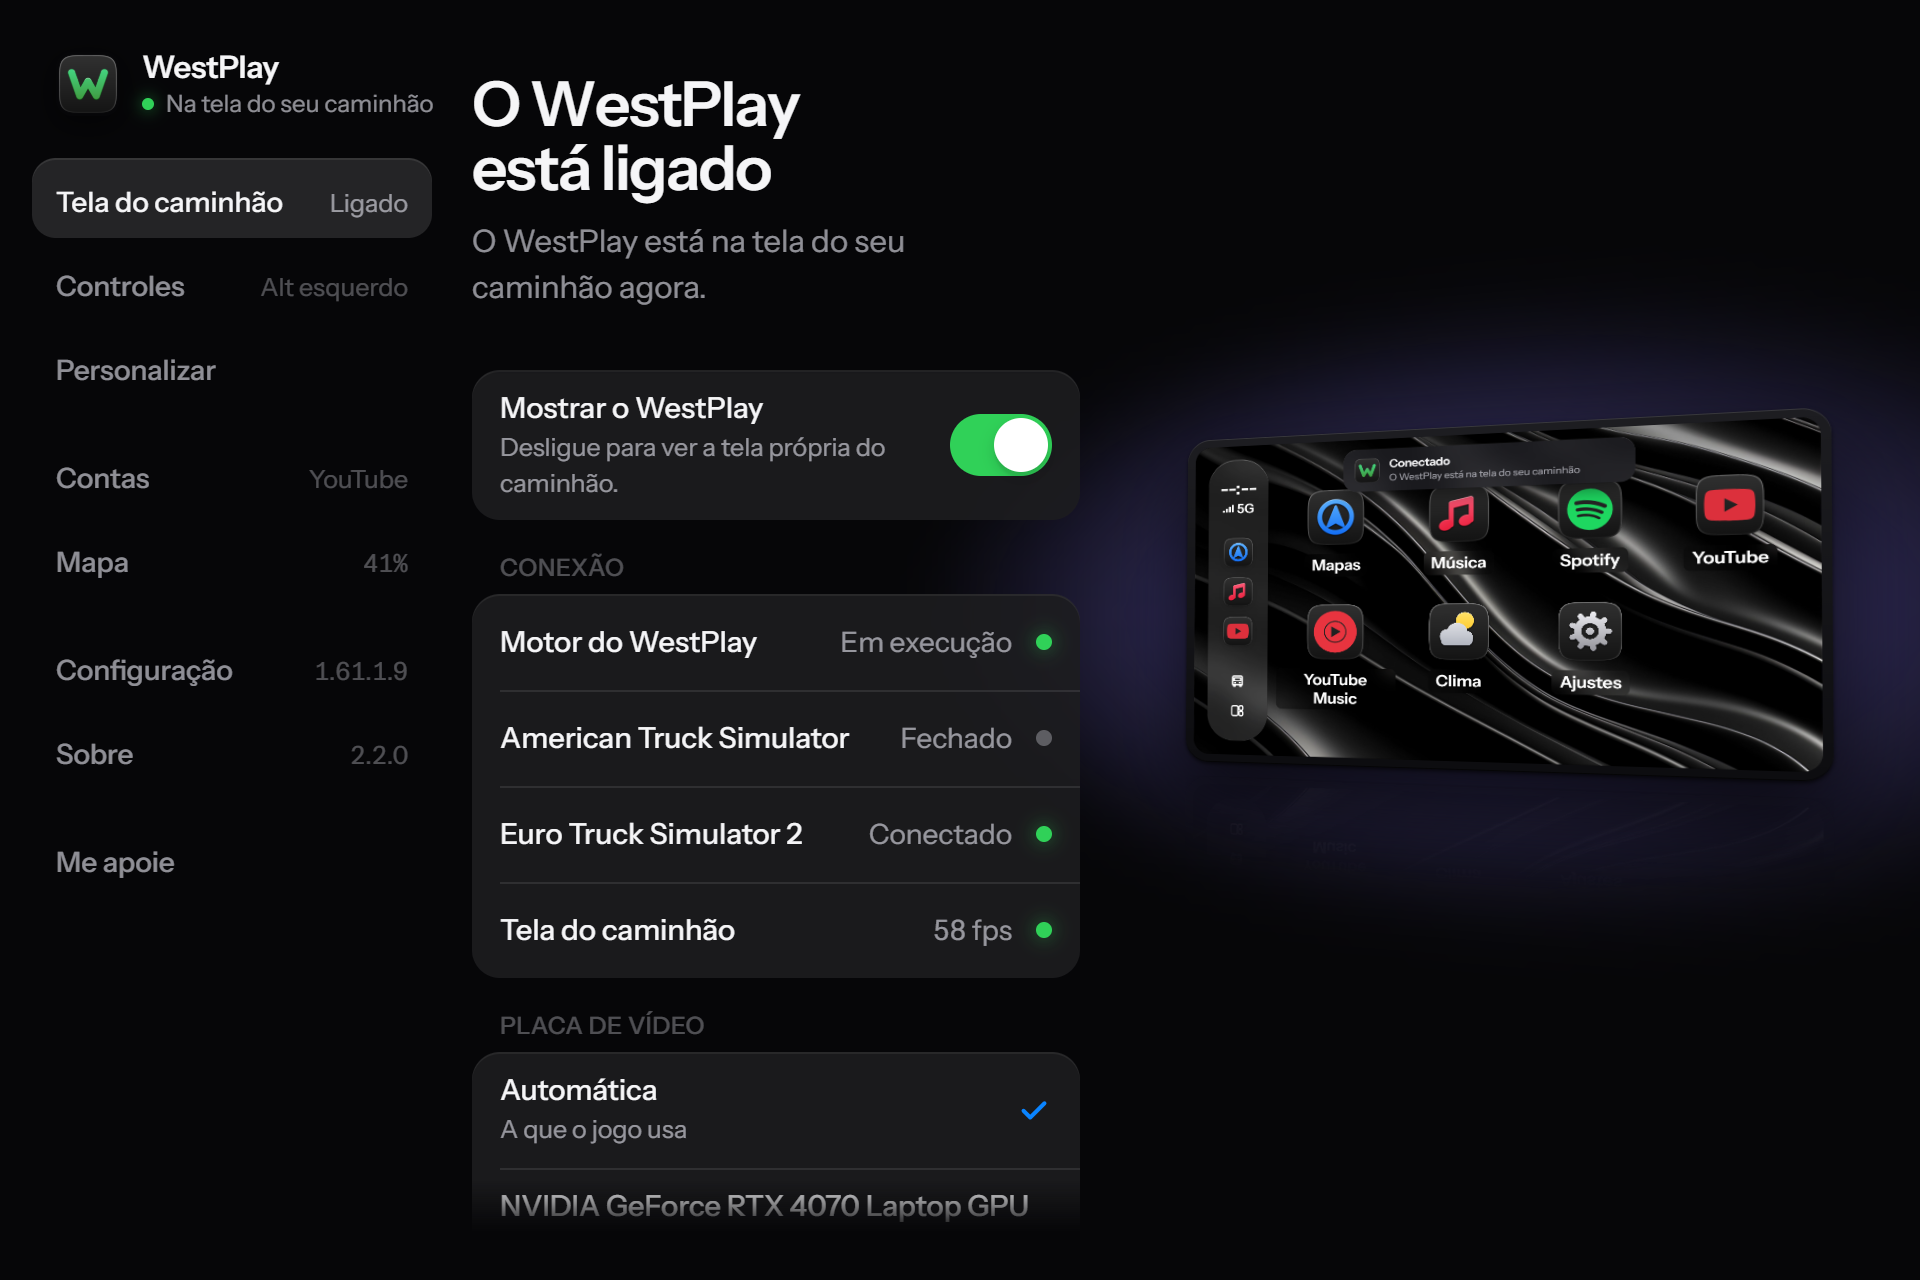 WestPlay
Na tela do seu caminhão
Tela do caminhão Ligado
Controles Alt esquerdo
Personalizar
Contas YouTube
Mapa 41%
Configuração 1.61.1.9
Sobre 2.2.0
Me apoie
O WestPlay
está ligado
O WestPlay está na tela do seu
caminhão agora.
Mostrar o WestPlay
Desligue para ver a tela própria do
caminhão.
CONEXÃO
Motor do WestPlay Em execução
American Truck Simulator Fechado
Euro Truck Simulator 2 Conectado
Tela do caminhão 58 fps
PLACA DE VÍDEO
Automática
A que o jogo usa
NVIDIA GeForce RTX 4070 Laptop GPU
Conectado
O WestPlay está na tela do seu caminhão
--:--
5G
Mapas
Música
Spotify
YouTube
YouTube
Music
Clima
Ajustes